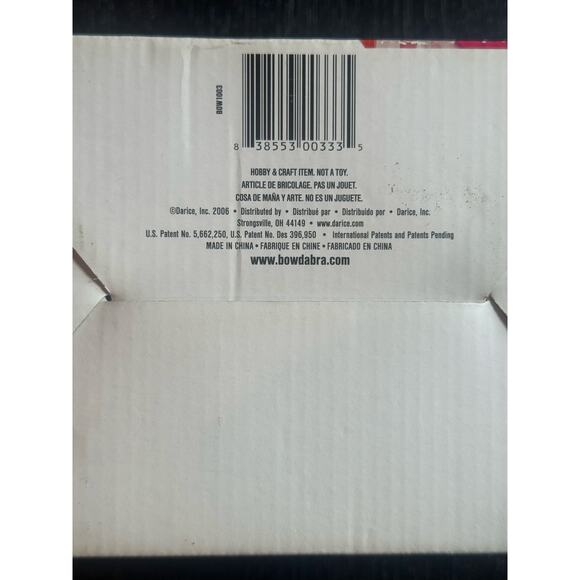 BOW1003
8 38553 00333 5
HOBBY & CRAFT ITEM. NOT A TOY.
ARTICLE DE BRICOLAGE. PAS UN JOUET.
COSA DE MAÑA Y ARTE. NO ES UN JUGUETE.
©Darice, Inc. 2006 • Distributed by • Distribué par • Distribuido por • Darice, Inc.
Strongsville, OH 44149 • www.darice.com
U.S. Patent No. 5,662,250, U.S. Patent No. Des 396,950 • International Patents and Patents Pending
MADE IN CHINA • FABRIQUE EN CHINE • FABRICADO EN CHINA
www.bowdabra.com